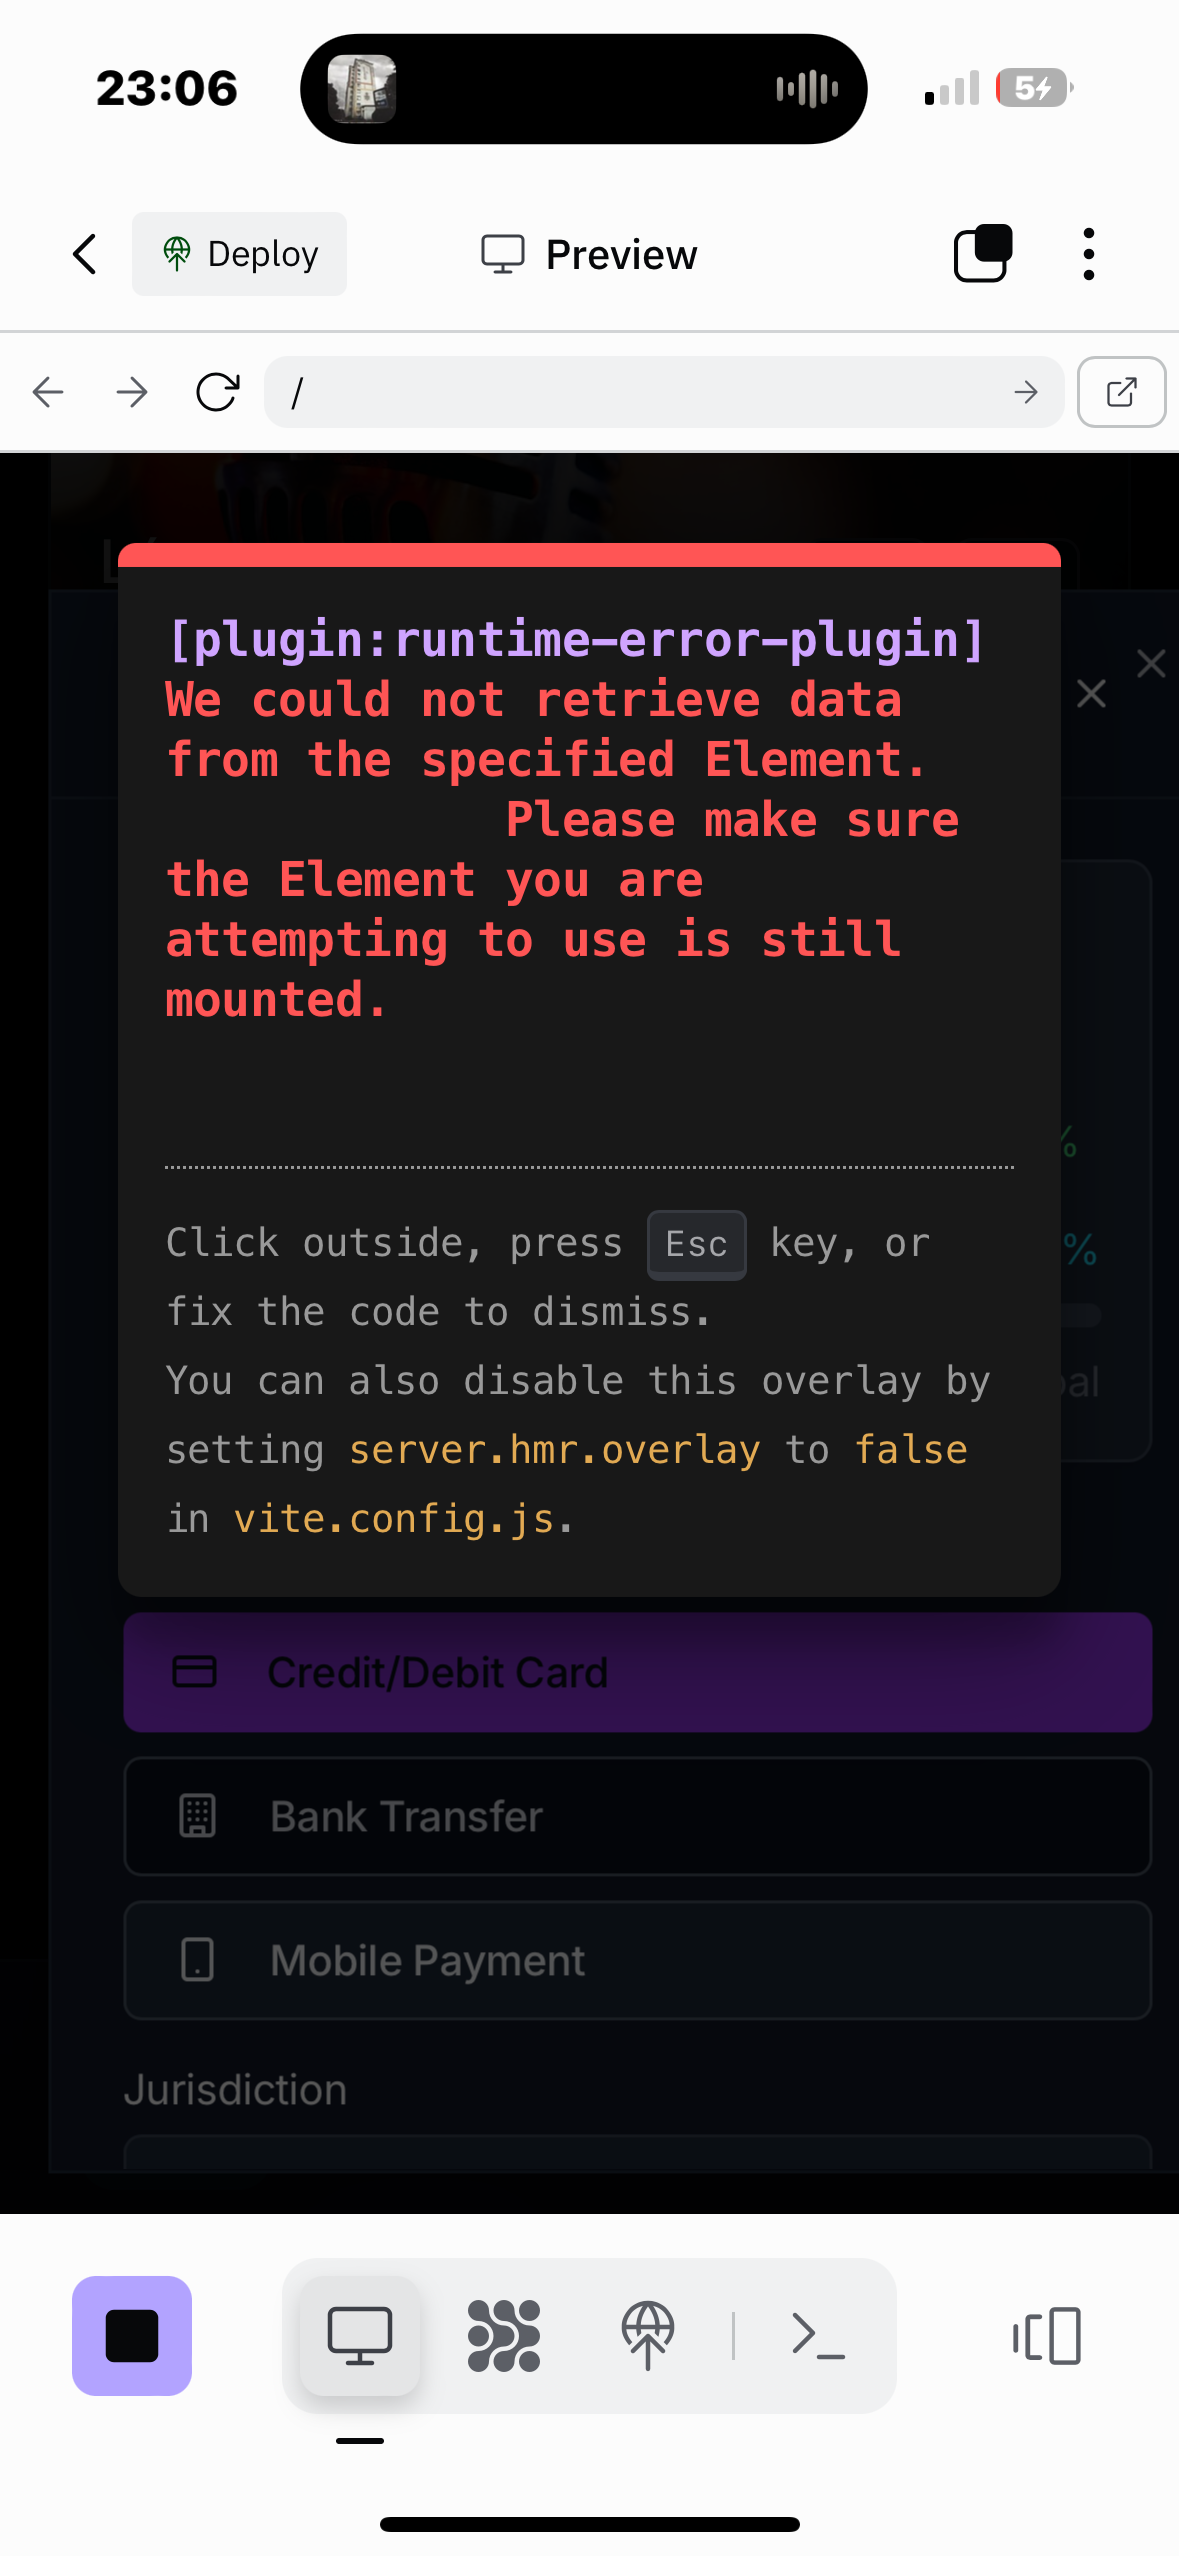 23:06
5
Deploy
Preview
/
[plugin:runtime-error-plugin]
We could not retrieve data
from the specified Element.
Please make sure
the Element you are
attempting to use is still
mounted.
%
%
Click outside, press Esc key, or
fix the code to dismiss.
You can also disable this overlay by
setting server.hmr.overlay to false
in vite.config.js.
Credit/Debit Card
Bank Transfer
Mobile Payment
Jurisdiction